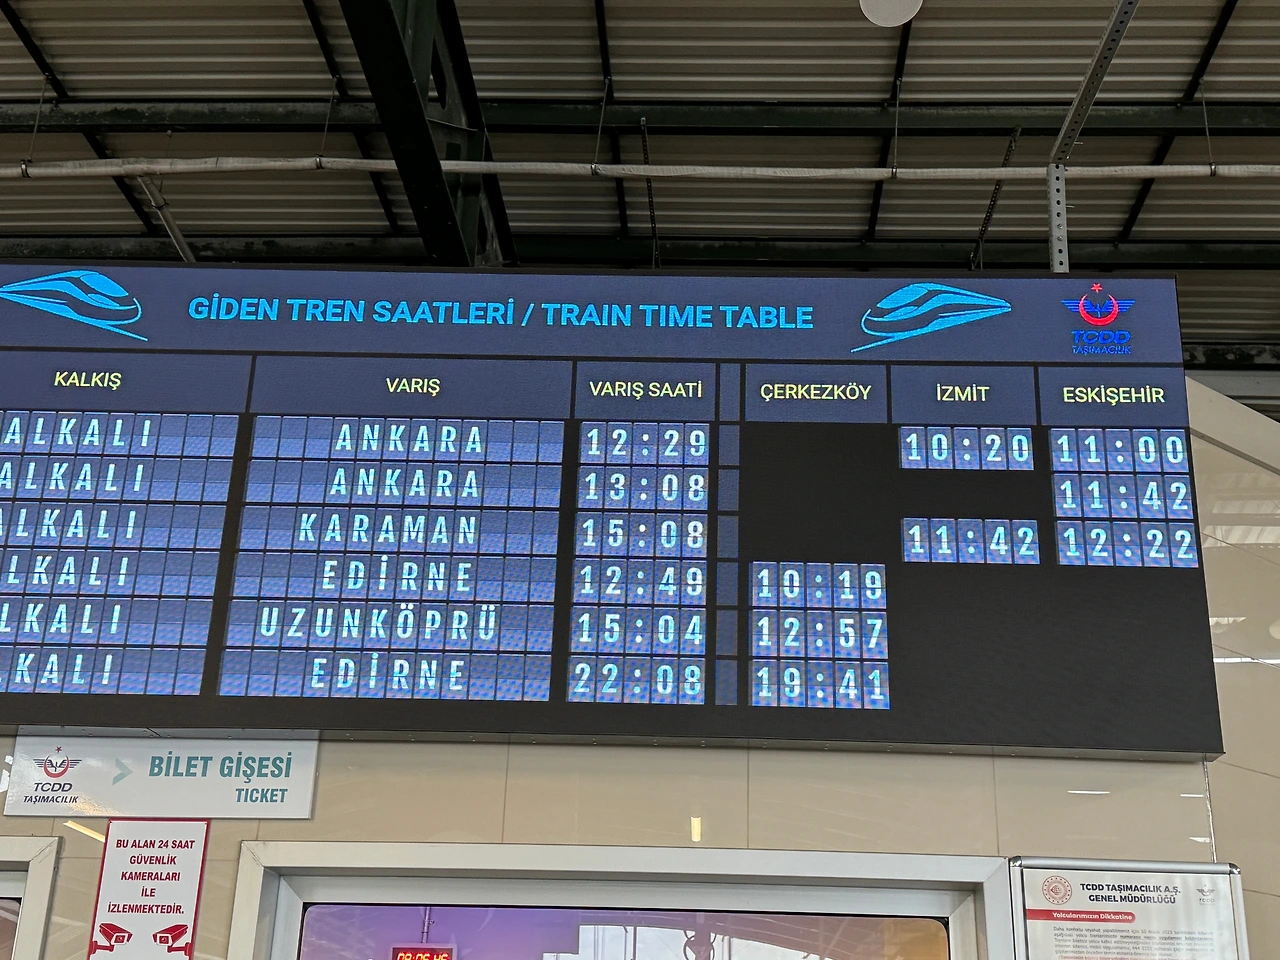 GİDEN TREN SAATLERİ / TRAIN TIME TABLE
TCDD
TAŞIMACILIK
KALKIŞ VARIŞ VARIŞ SAATİ ÇERKEZKÖY İZMİT ESKİŞEHİR
ALKALI ANKARA 12:29 10:20 11:00
ALKALI ANKARA 13:08 11:42
ALKALI KARAMAN 15:08 11:42 12:22
LKALI EDİRNE 12:49 10:19
LKALI UZUNKÖPRÜ 15:04 12:57
KALI EDİRNE 22:08 19:41
TCDD
TAŞIMACILIK
BİLET GİŞESİ
TICKET
BU ALAN 24 SAAT
GÜVENLİK
KAMERALARI
İLE
İZLENMEKTEDİR.
TCDD TAŞIMACILIK A.Ş.
GENEL MÜDÜRLÜĞÜ
Yolcularımızın Dikkatine